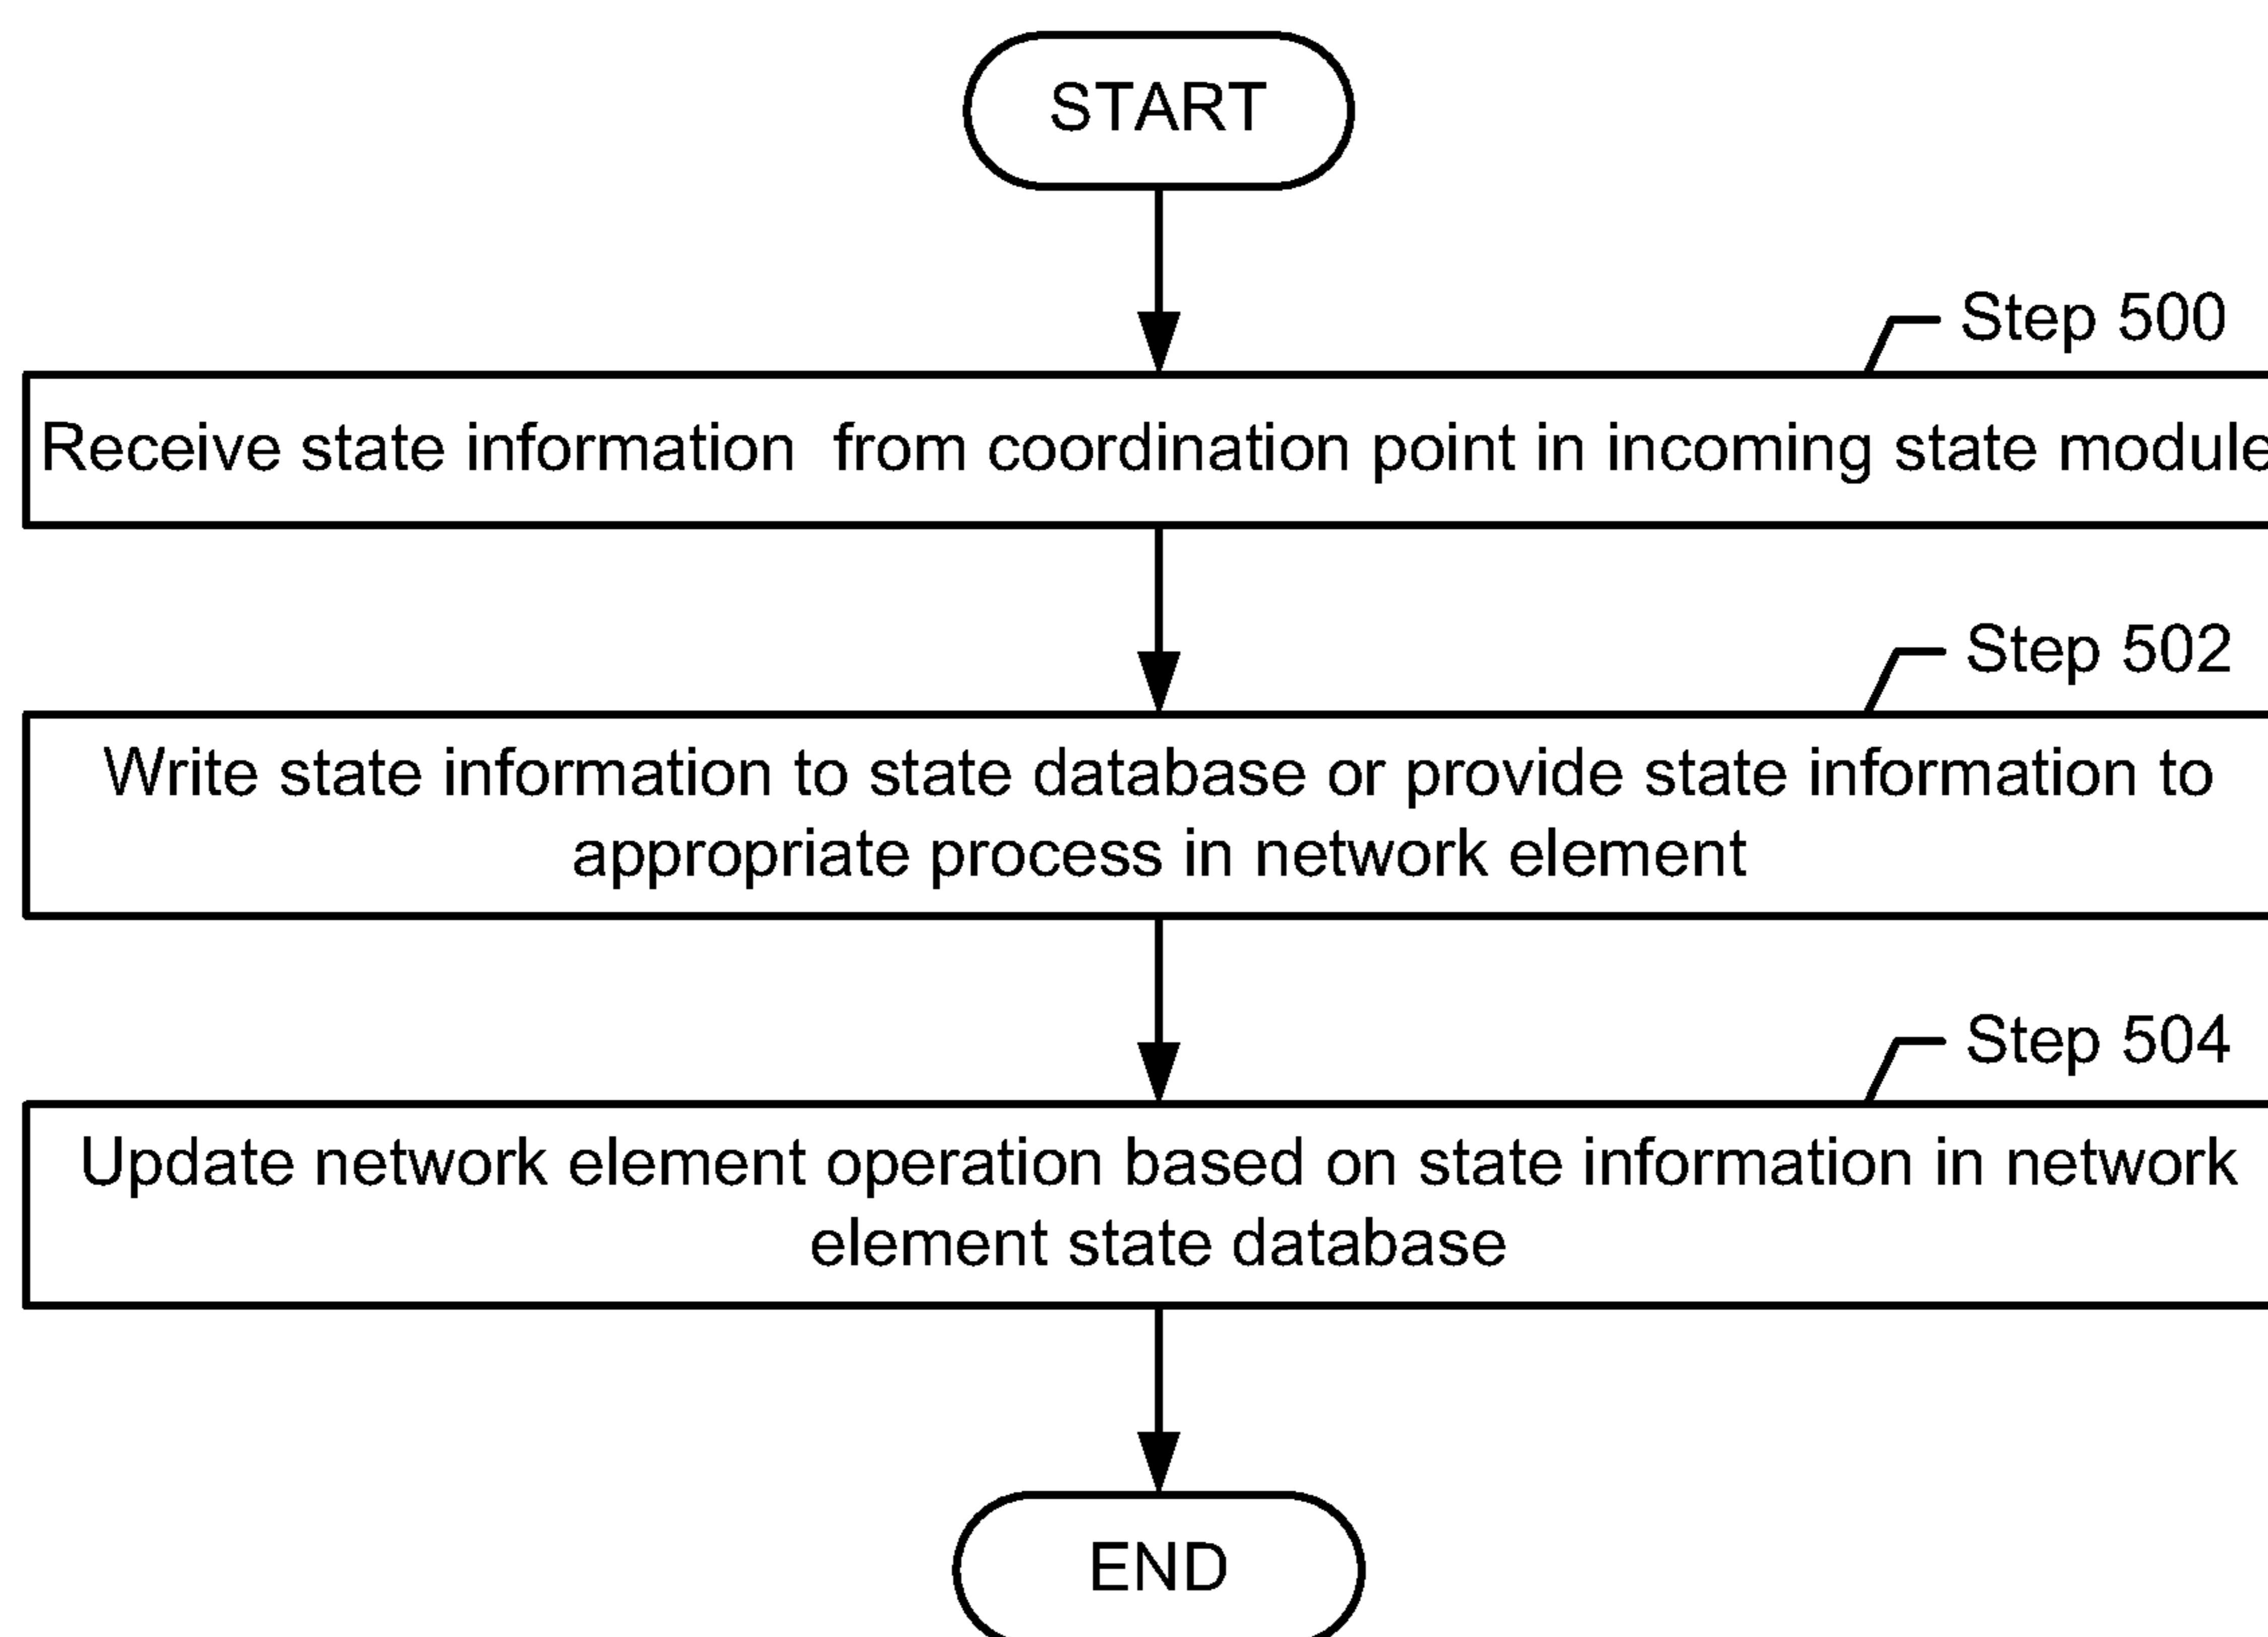 START
Step 500
Receive state information from coordination point in incoming state module
Step 502
Write state information to state database or provide state information to
appropriate process in network element
Step 504
Update network element operation based on state information in network
element state database
END